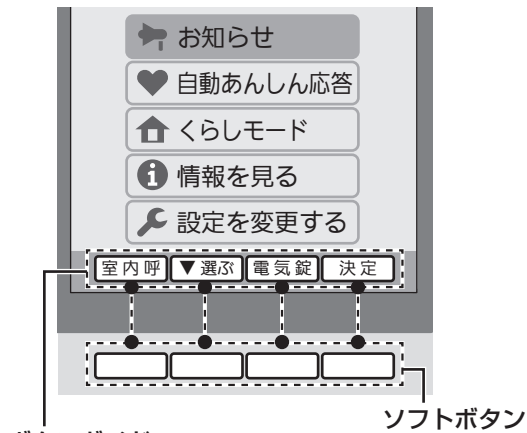 お知らせ
自動あんしん応答
くらしモード
情報を見る
設定を変更する
室内呼 ▼選ぶ 電気錠 決定
ソフトボタン